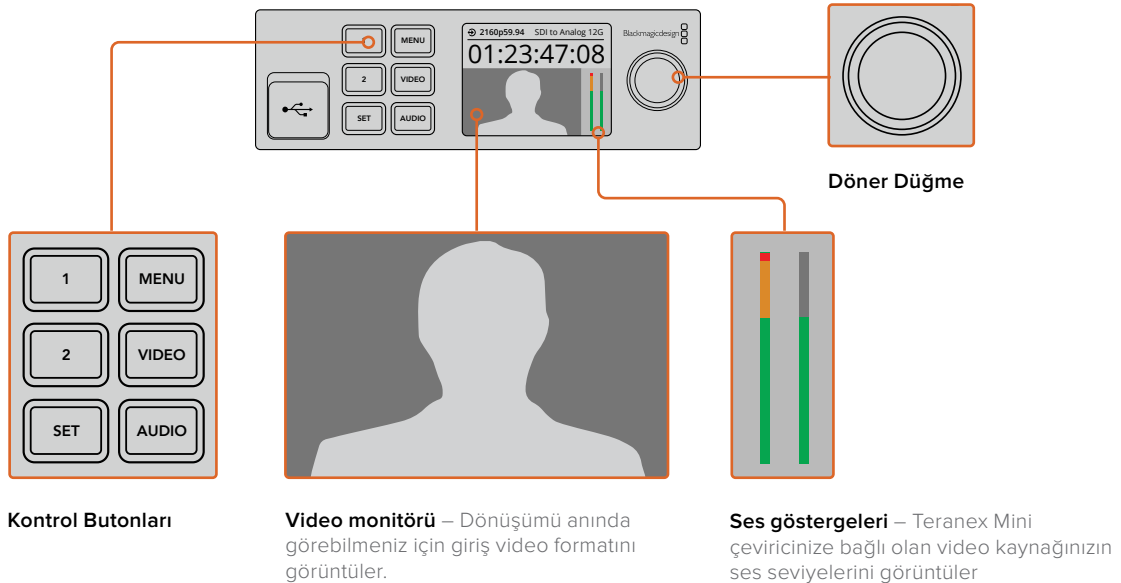 2160p59.94 SDI to Analog 12G
01:23:47:08
Blackmagicdesign
MENU
2 VIDEO
SET AUDIO
Döner Düğme
1 MENU
2 VIDEO
SET AUDIO
Kontrol Butonları
Video monitörü – Dönüşümü anında
görebilmeniz için giriş video formatını
görüntüler.
Ses göstergeleri – Teranex Mini
çeviricinize bağlı olan video kaynağınızın
ses seviyelerini görüntüler